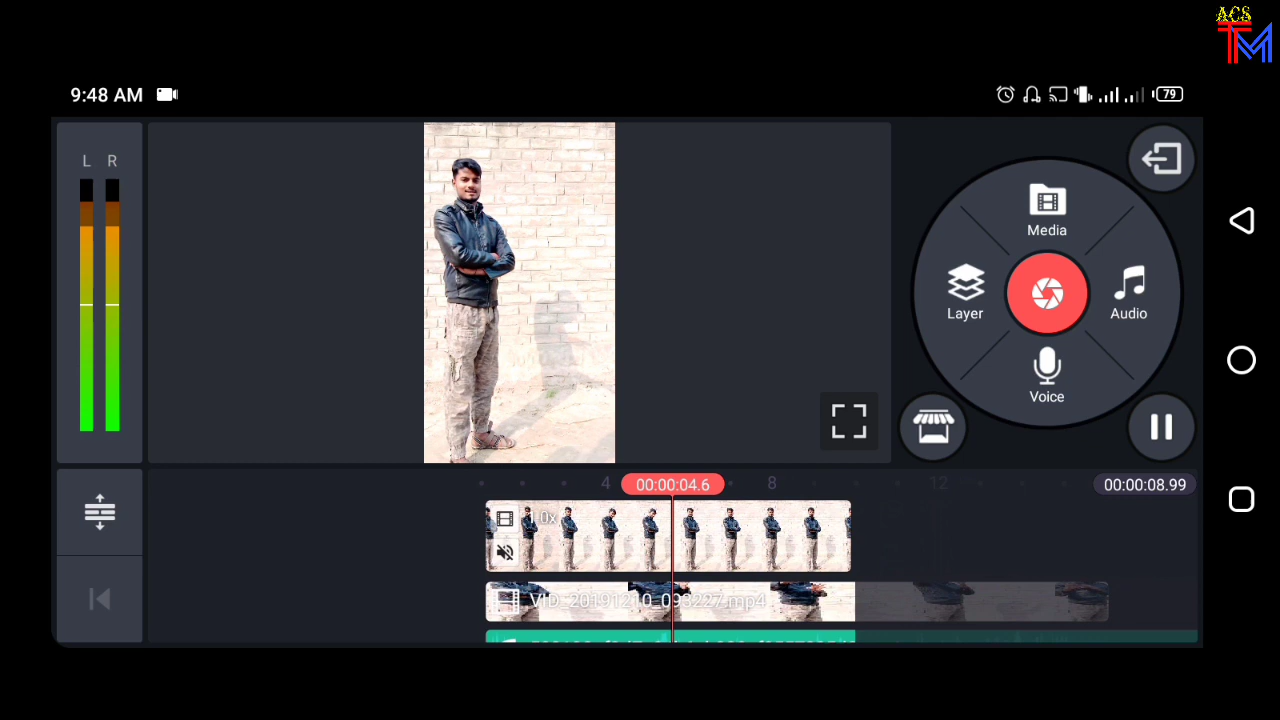 ACS
TM
9:48 AM
79
L R
Media
Layer
Audio
Voice
4
00:00:04.6
8
12
00:00:08.99
1.0x
VID_20191210_093227.mp4